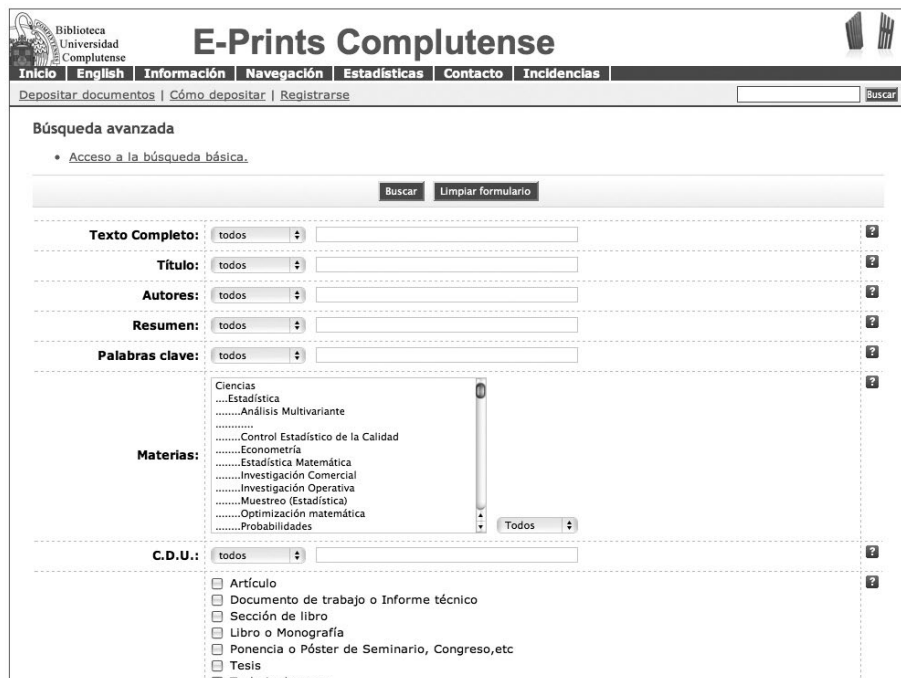 Biblioteca
Universidad
Complutense
E-Prints Complutense
Inicio | English | Información | Navegación | Estadísticas | Contacto | Incidencias |
Depositar documentos | Cómo depositar | Registrarse
Buscar
Búsqueda avanzada
• Acceso a la búsqueda básica.
Buscar Limpiar formulario
Texto Completo: todos ?
Título: todos ?
Autores: todos ?
Resumen: todos ?
Palabras clave: todos ?
Materias: ?
Ciencias
....Estadística
........Análisis Multivariante
............
........Control Estadístico de la Calidad
........Econometría
........Estadística Matemática
........Investigación Comercial
........Investigación Operativa
........Muestreo (Estadística)
........Optimización matemática
........Probabilidades
Todos
C.D.U.: todos ?
Artículo ?
Documento de trabajo o Informe técnico
Sección de libro
Libro o Monografía
Ponencia o Póster de Seminario, Congreso,etc
Tesis